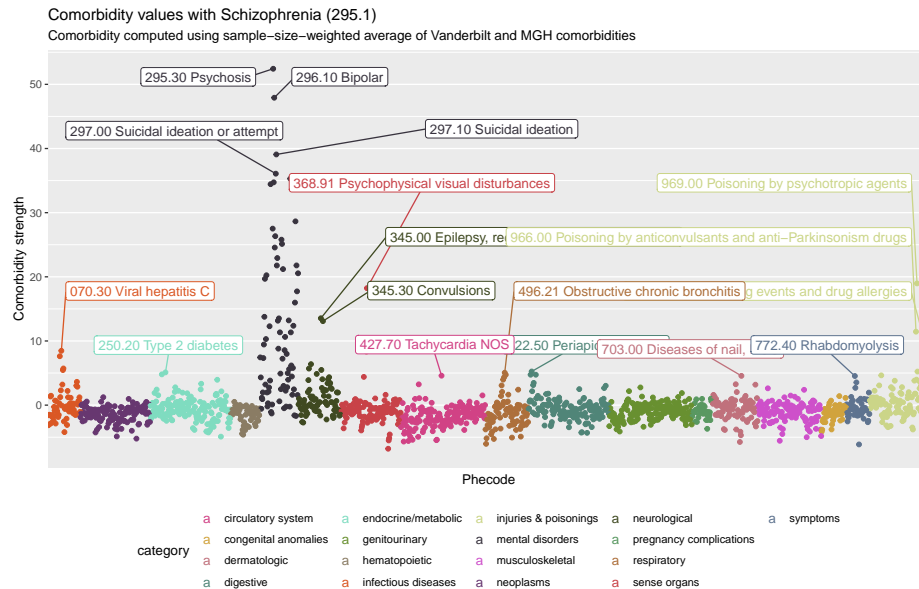 Comorbidity values with Schizophrenia (295.1)
Comorbidity computed using sample−size−weighted average of Vanderbilt and MGH comorbidities
Comorbidity strength
50
40
30
20
10
0
295.30 Psychosis
296.10 Bipolar
297.00 Suicidal ideation or attempt
297.10 Suicidal ideation
368.91 Psychophysical visual disturbances
969.00 Poisoning by psychotropic agents
345.00 Epilepsy,
966.00 Poisoning by anticonvulsants and anti−Parkinsonism drugs
070.30 Viral hepatitis C
345.30 Convulsions
496.21 Obstructive chronic bronchitis
events and drug allergies
250.20 Type 2 diabetes
427.70 Tachycardia NOS
22.50
703.00 Diseases of nail,
772.40 Rhabdomyolysis
Phecode
category
a circulatory system
a congenital anomalies
a dermatologic
a digestive
a endocrine/metabolic
a genitourinary
a hematopoietic
a infectious diseases
a injuries & poisonings
a mental disorders
a musculoskeletal
a neoplasms
a neurological
a pregnancy complications
a respiratory
a sense organs
a symptoms